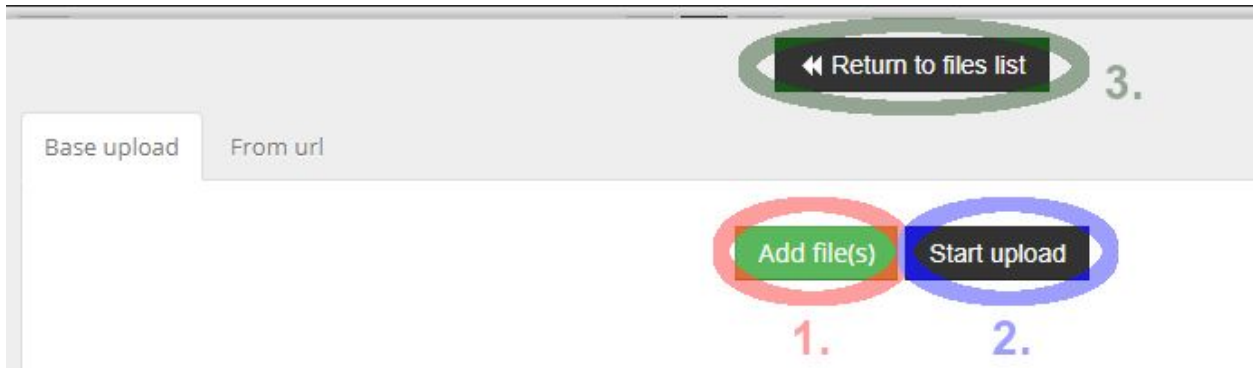 Return to files list
3.
Base upload From url
Add file(s) Start upload
1. 2.